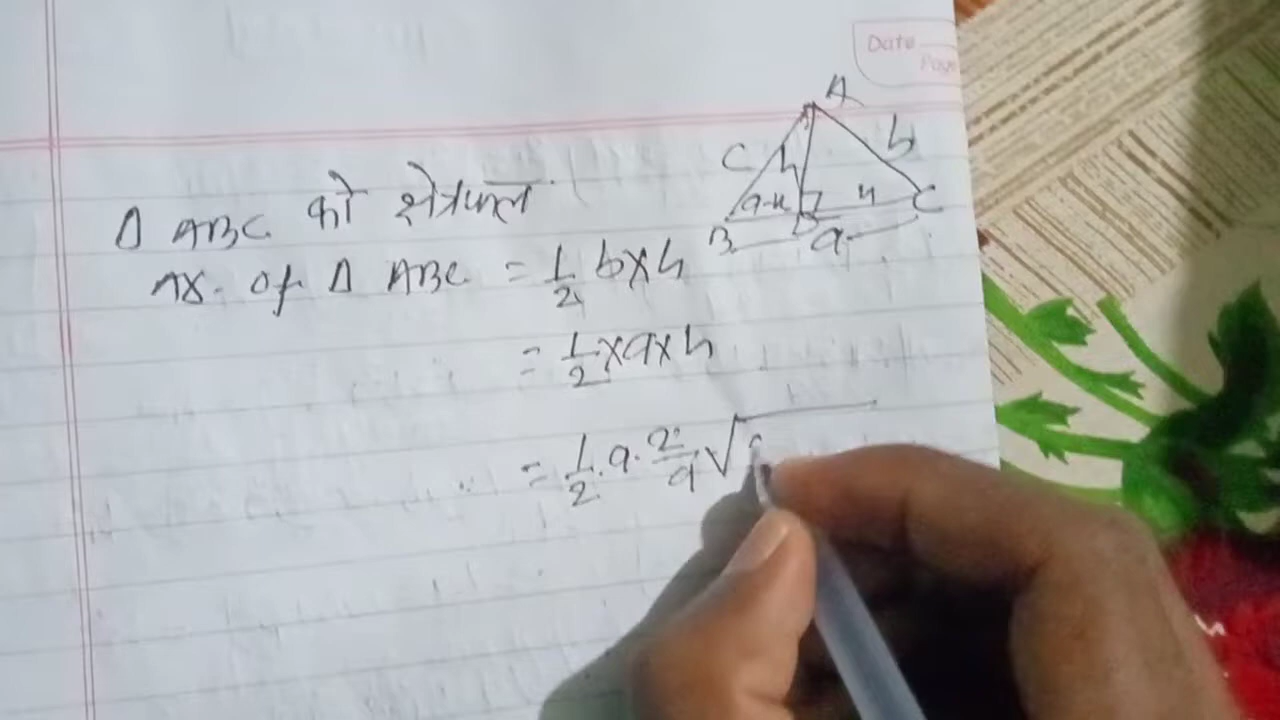 Date
Page
A
C h b
a-x x
B D C
a
Δ ABC को क्षेत्रफल
ar. of Δ ABC = 1/2 b×h
= 1/2 × a × h
= 1/2 . a . 2/a √